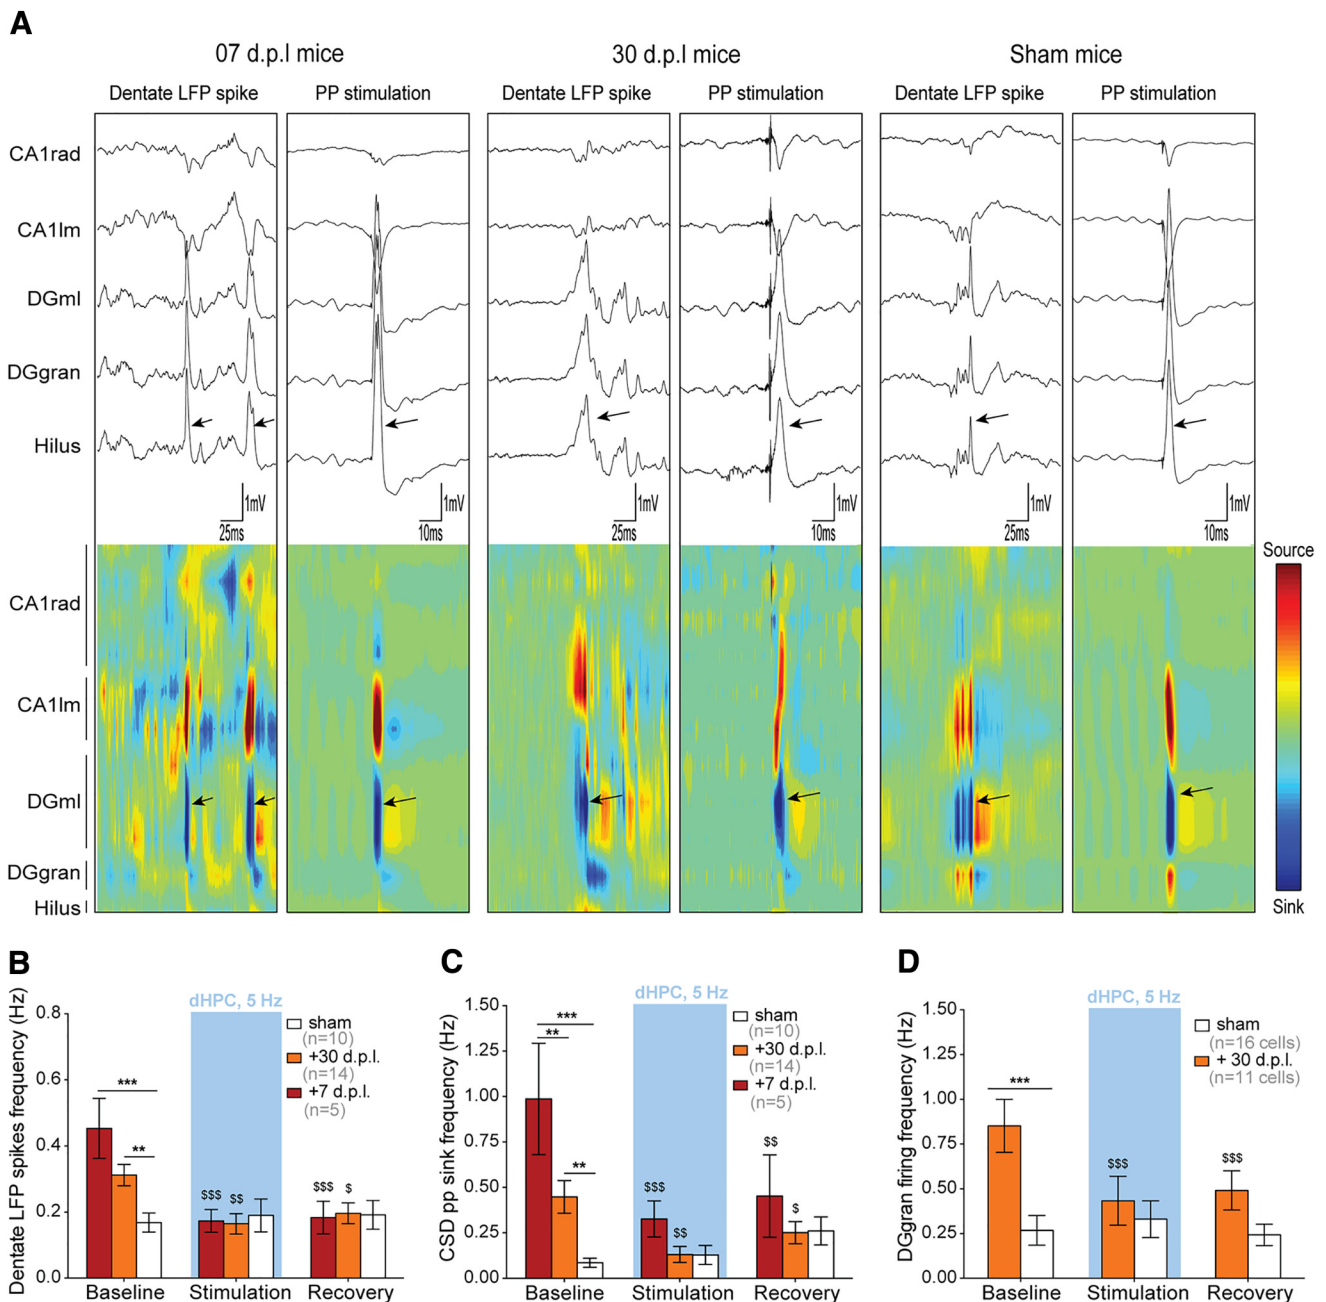 A
07 d.p.l mice
30 d.p.l mice
Sham mice
Dentate LFP spike
PP stimulation
Dentate LFP spike
PP stimulation
Dentate LFP spike
PP stimulation
CA1rad
CA1lm
DGml
DGgran
Hilus
1mV
25ms
1mV
10ms
1mV
25ms
1mV
10ms
1mV
25ms
1mV
10ms
CA1rad
CA1lm
DGml
DGgran
Hilus
Source
Sink
B
Dentate LFP spikes frequency (Hz)
0.8
0.6
0.4
0.2
0.0
dHPC, 5 Hz
sham
(n=10)
+30 d.p.l.
(n=14)
+7 d.p.l.
(n=5)
***
**
$$$ $$
$$$ $
Baseline Stimulation Recovery
C
CSD pp sink frequency (Hz)
1.50
1.25
1.00
0.75
0.50
0.25
0.00
dHPC, 5 Hz
sham
(n=10)
+30 d.p.l.
(n=14)
+7 d.p.l.
(n=5)
***
**
**
$$$
$$
$$
$
Baseline Stimulation Recovery
D
DGgran firing frequency (Hz)
1.50
1.25
1.00
0.75
0.50
0.25
0.00
dHPC, 5 Hz
sham
(n=16 cells)
+ 30 d.p.l.
(n=11 cells)
***
$$$
$$$
Baseline Stimulation Recovery